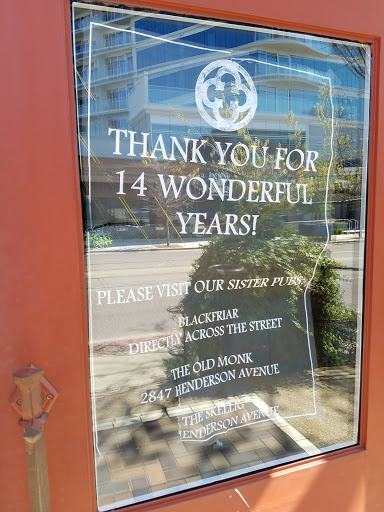 THANK YOU FOR
14 WONDERFUL
YEARS!
PLEASE VISIT OUR SISTER PUBS:
BLACKFRIAR
DIRECTLY ACROSS THE STREET
THE OLD MONK
2847 HENDERSON AVENUE
THE SKELLIG
HENDERSON AVENUE